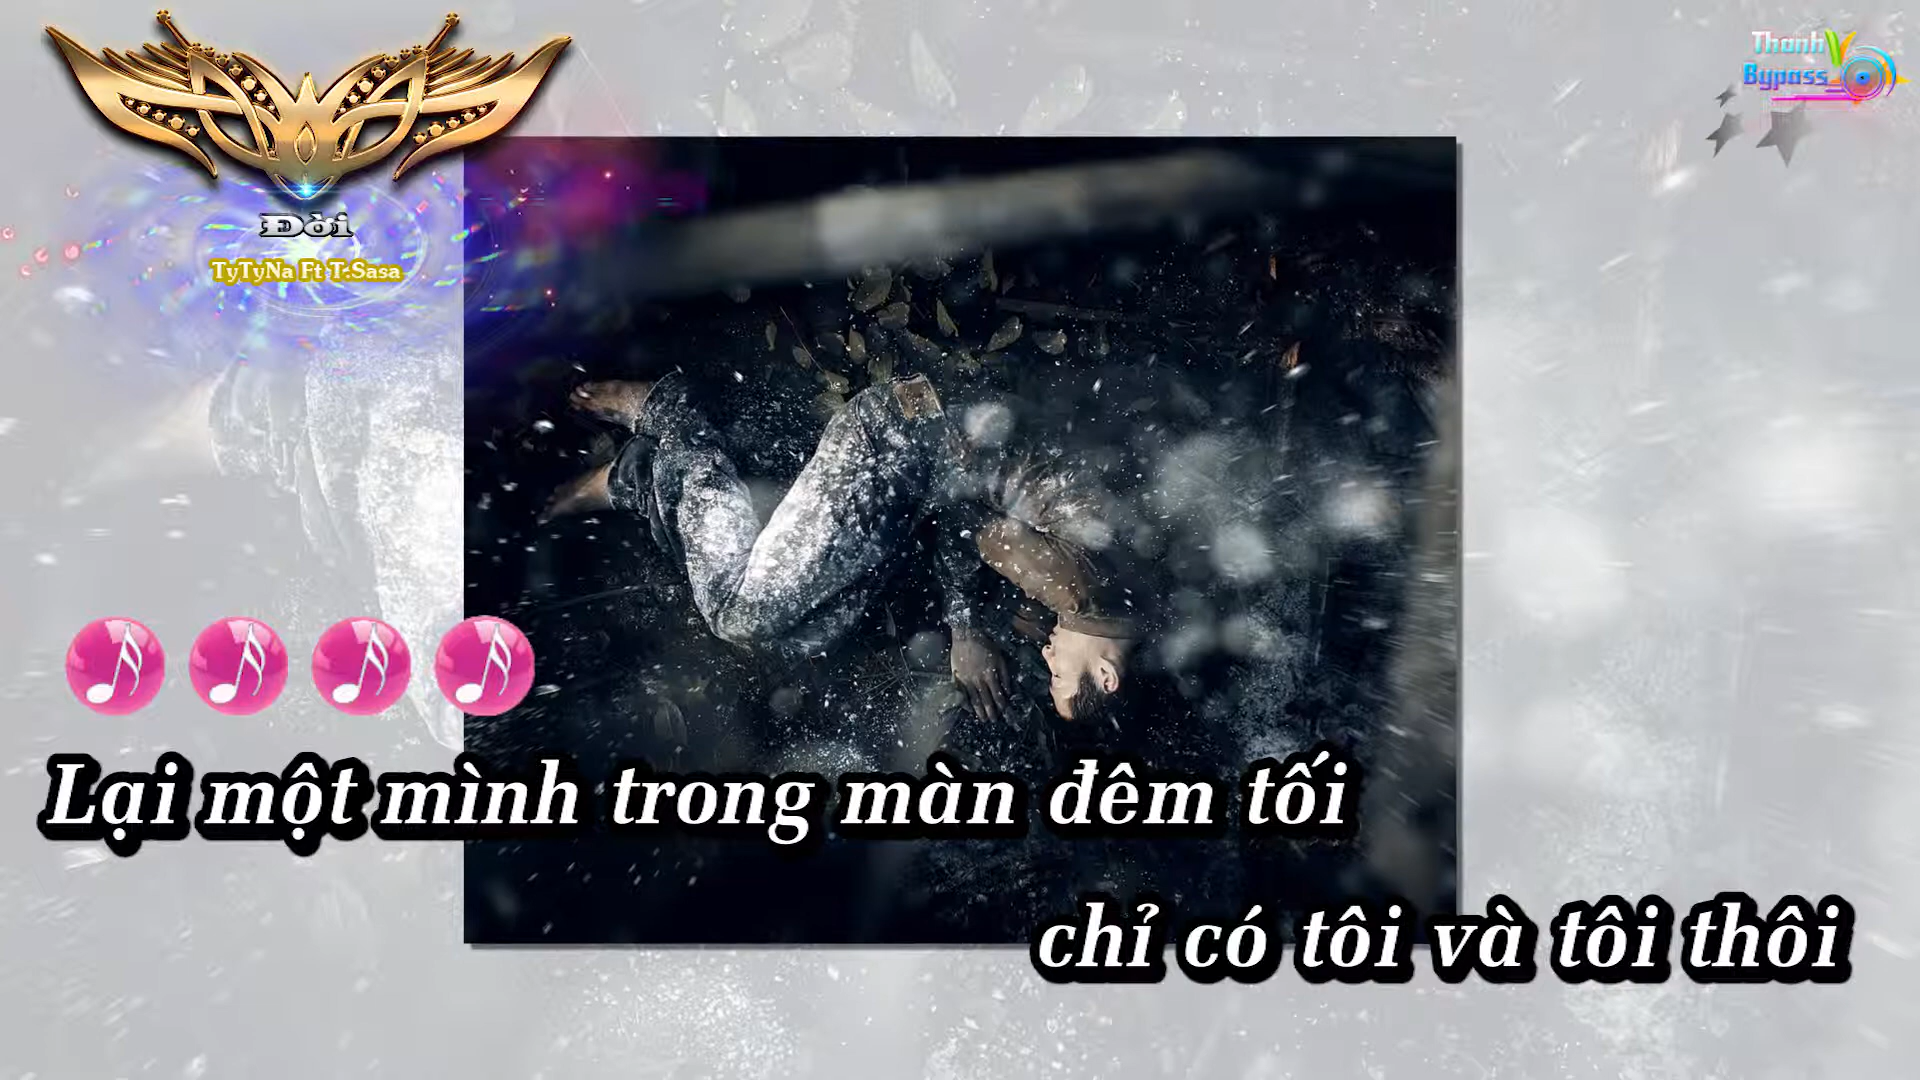 Thanh V
Bypass
Đời
TyTyNa Ft T.Sasa
Lại một mình trong màn đêm tối
chỉ có tôi và tôi thôi